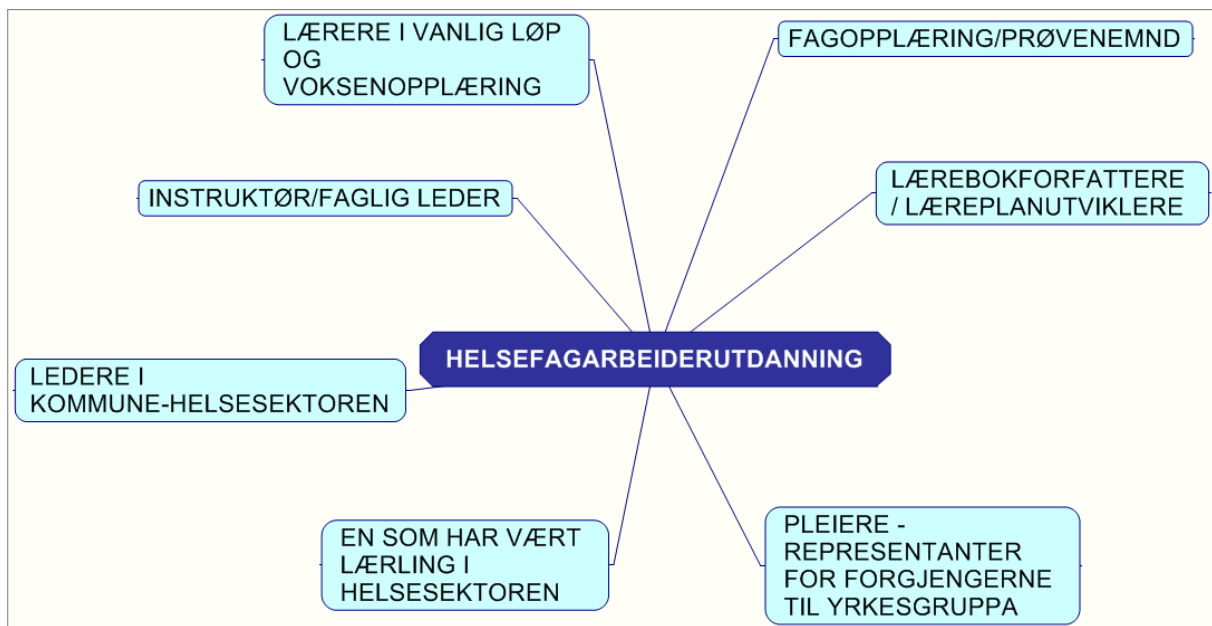 LÆRERE I VANLIG LØP
OG
VOKSENOPPLÆRING
FAGOPPLÆRING/PRØVENEMND
INSTRUKTØR/FAGLIG LEDER
LÆREBOKFORFATTERE
/ LÆREPLANUTVIKLERE
HELSEFAGARBEIDERUTDANNING
LEDERE I
KOMMUNE-HELSESEKTOREN
EN SOM HAR VÆRT
LÆRLING I
HELSESEKTOREN
PLEIERE -
REPRESENTANTER
FOR FORGJENGERNE
TIL YRKESGRUPPA